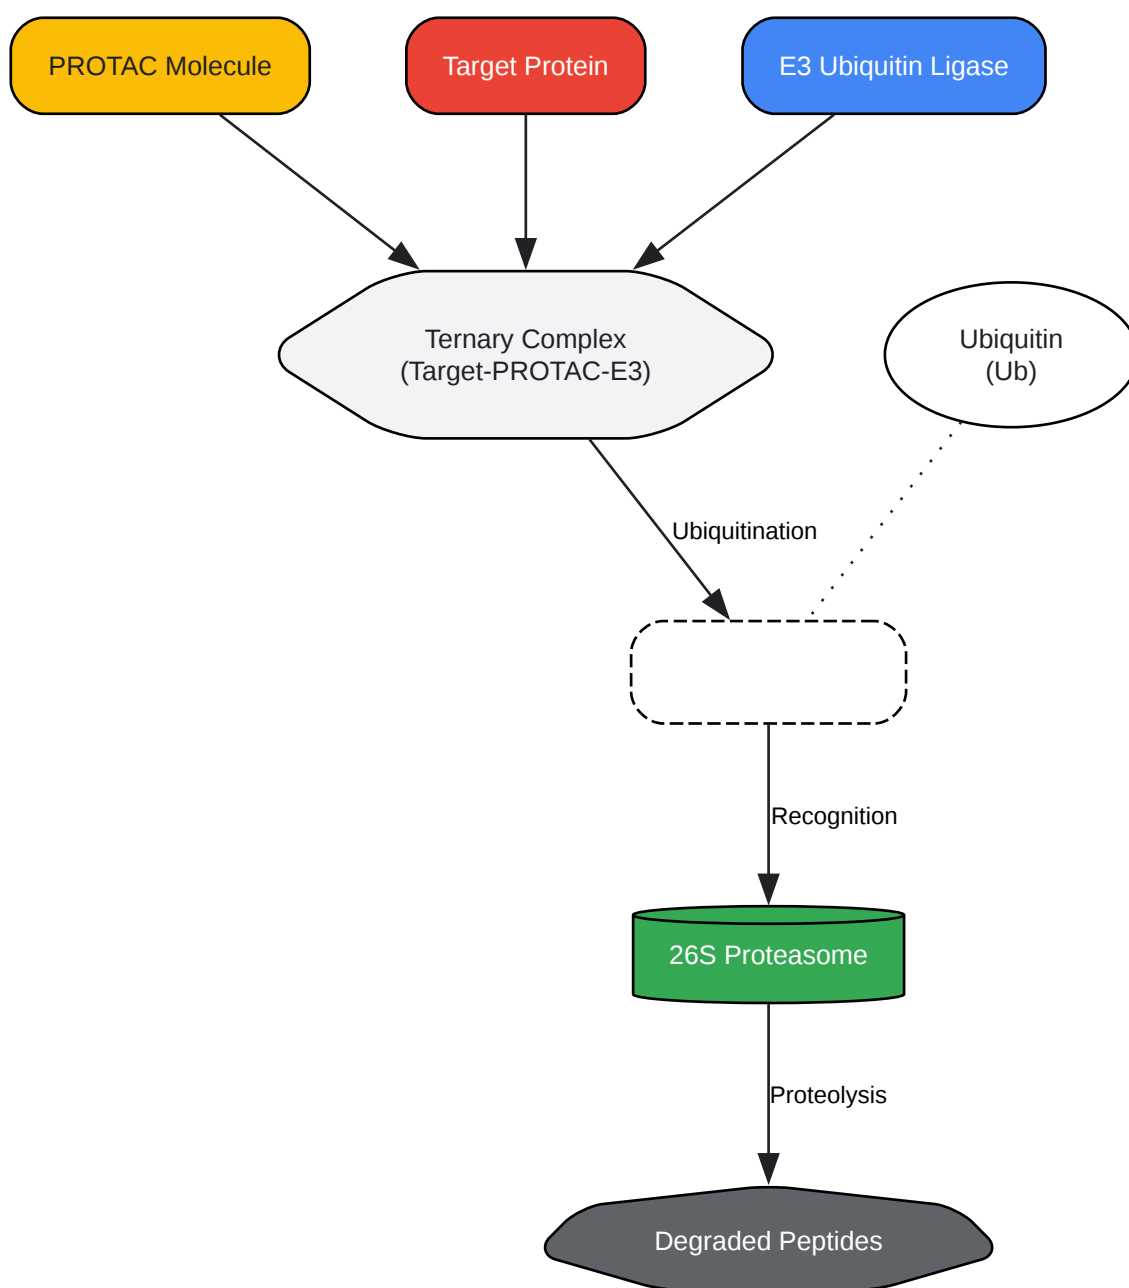 PROTAC Molecule
Target Protein
E3 Ubiquitin Ligase
Ternary Complex
(Target-PROTAC-E3)
Ubiquitin
(Ub)
Ubiquitination
Recognition
26S Proteasome
Proteolysis
Degraded Peptides